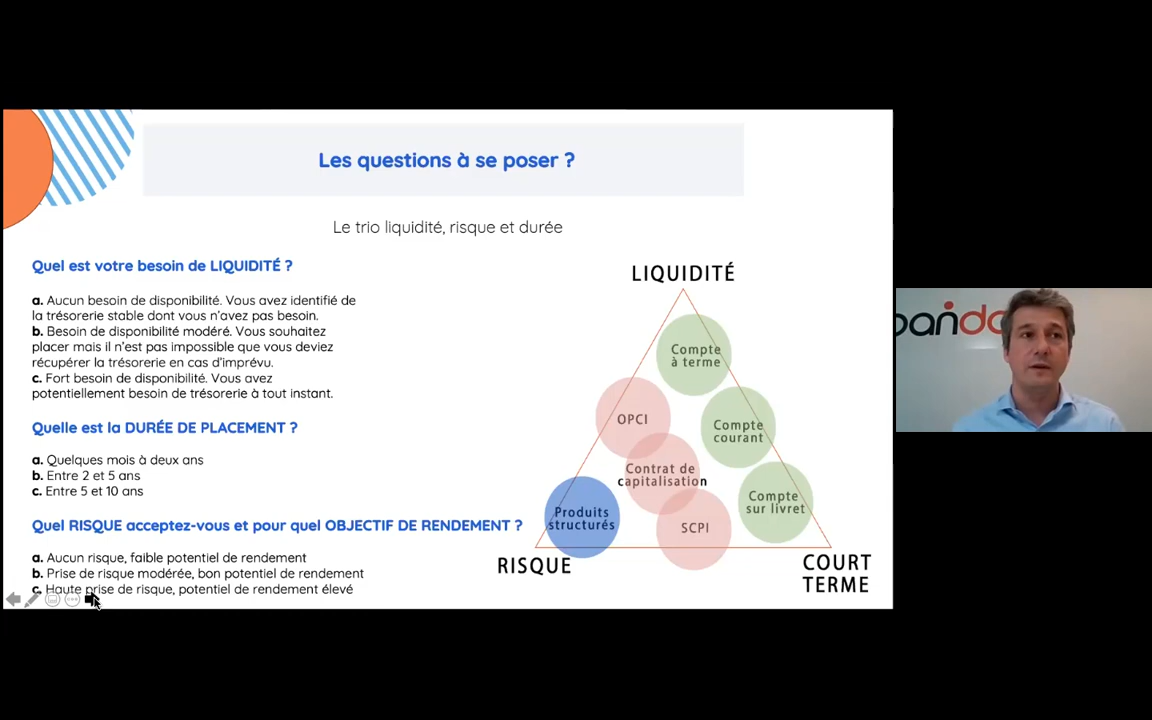 Les questions à se poser ?
Le trio liquidité, risque et durée
Quel est votre besoin de LIQUIDITÉ ?
a. Aucun besoin de disponibilité. Vous avez identifié de
la trésorerie stable dont vous n'avez pas besoin.
b. Besoin de disponibilité modéré. Vous souhaitez
placer mais il n'est pas impossible que vous deviez
récupérer la trésorerie en cas d'imprévu.
c. Fort besoin de disponibilité. Vous avez
potentiellement besoin de trésorerie à tout instant.
Quelle est la DURÉE DE PLACEMENT ?
a. Quelques mois à deux ans
b. Entre 2 et 5 ans
c. Entre 5 et 10 ans
Quel RISQUE acceptez-vous et pour quel OBJECTIF DE RENDEMENT ?
a. Aucun risque, faible potentiel de rendement
b. Prise de risque modérée, bon potentiel de rendement
c. Haute prise de risque, potentiel de rendement élevé
LIQUIDITÉ
Compte
à terme
OPCI
Compte
courant
Contrat de
capitalisation
Compte
sur livret
Produits
structurés
SCPI
RISQUE
COURT
TERME